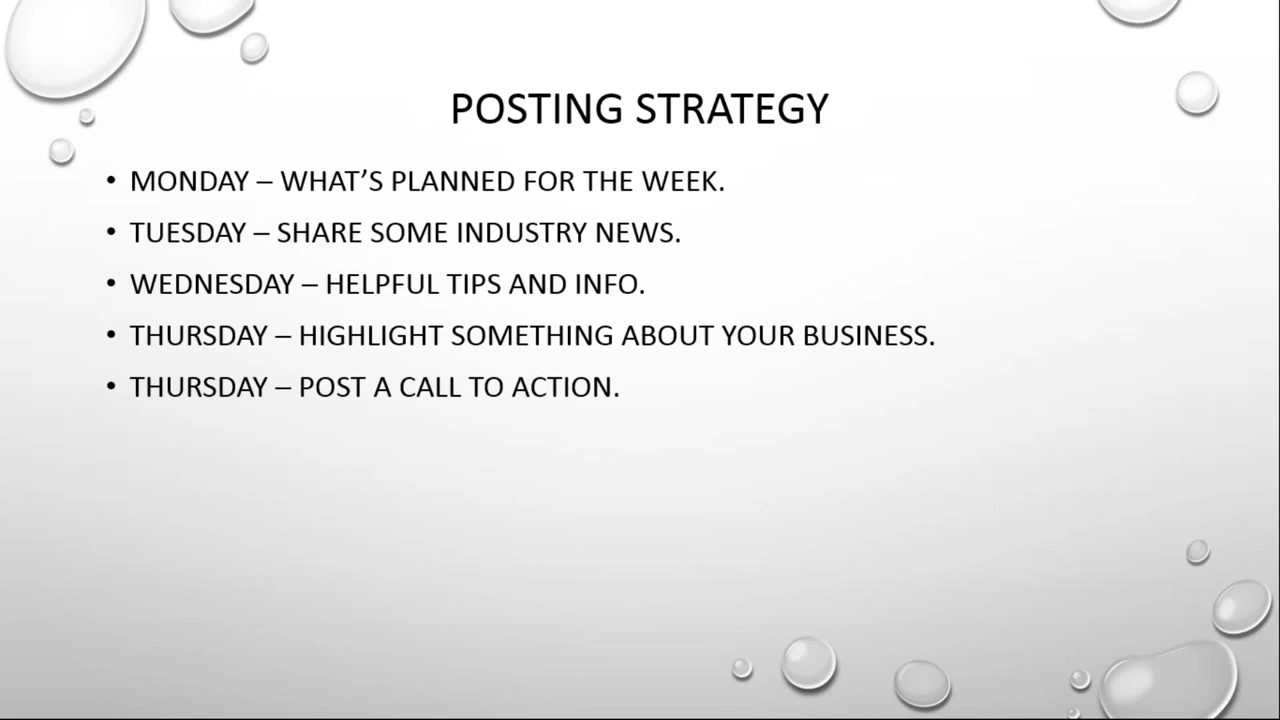 POSTING STRATEGY
• MONDAY – WHAT’S PLANNED FOR THE WEEK.
• TUESDAY – SHARE SOME INDUSTRY NEWS.
• WEDNESDAY – HELPFUL TIPS AND INFO.
• THURSDAY – HIGHLIGHT SOMETHING ABOUT YOUR BUSINESS.
• THURSDAY – POST A CALL TO ACTION.